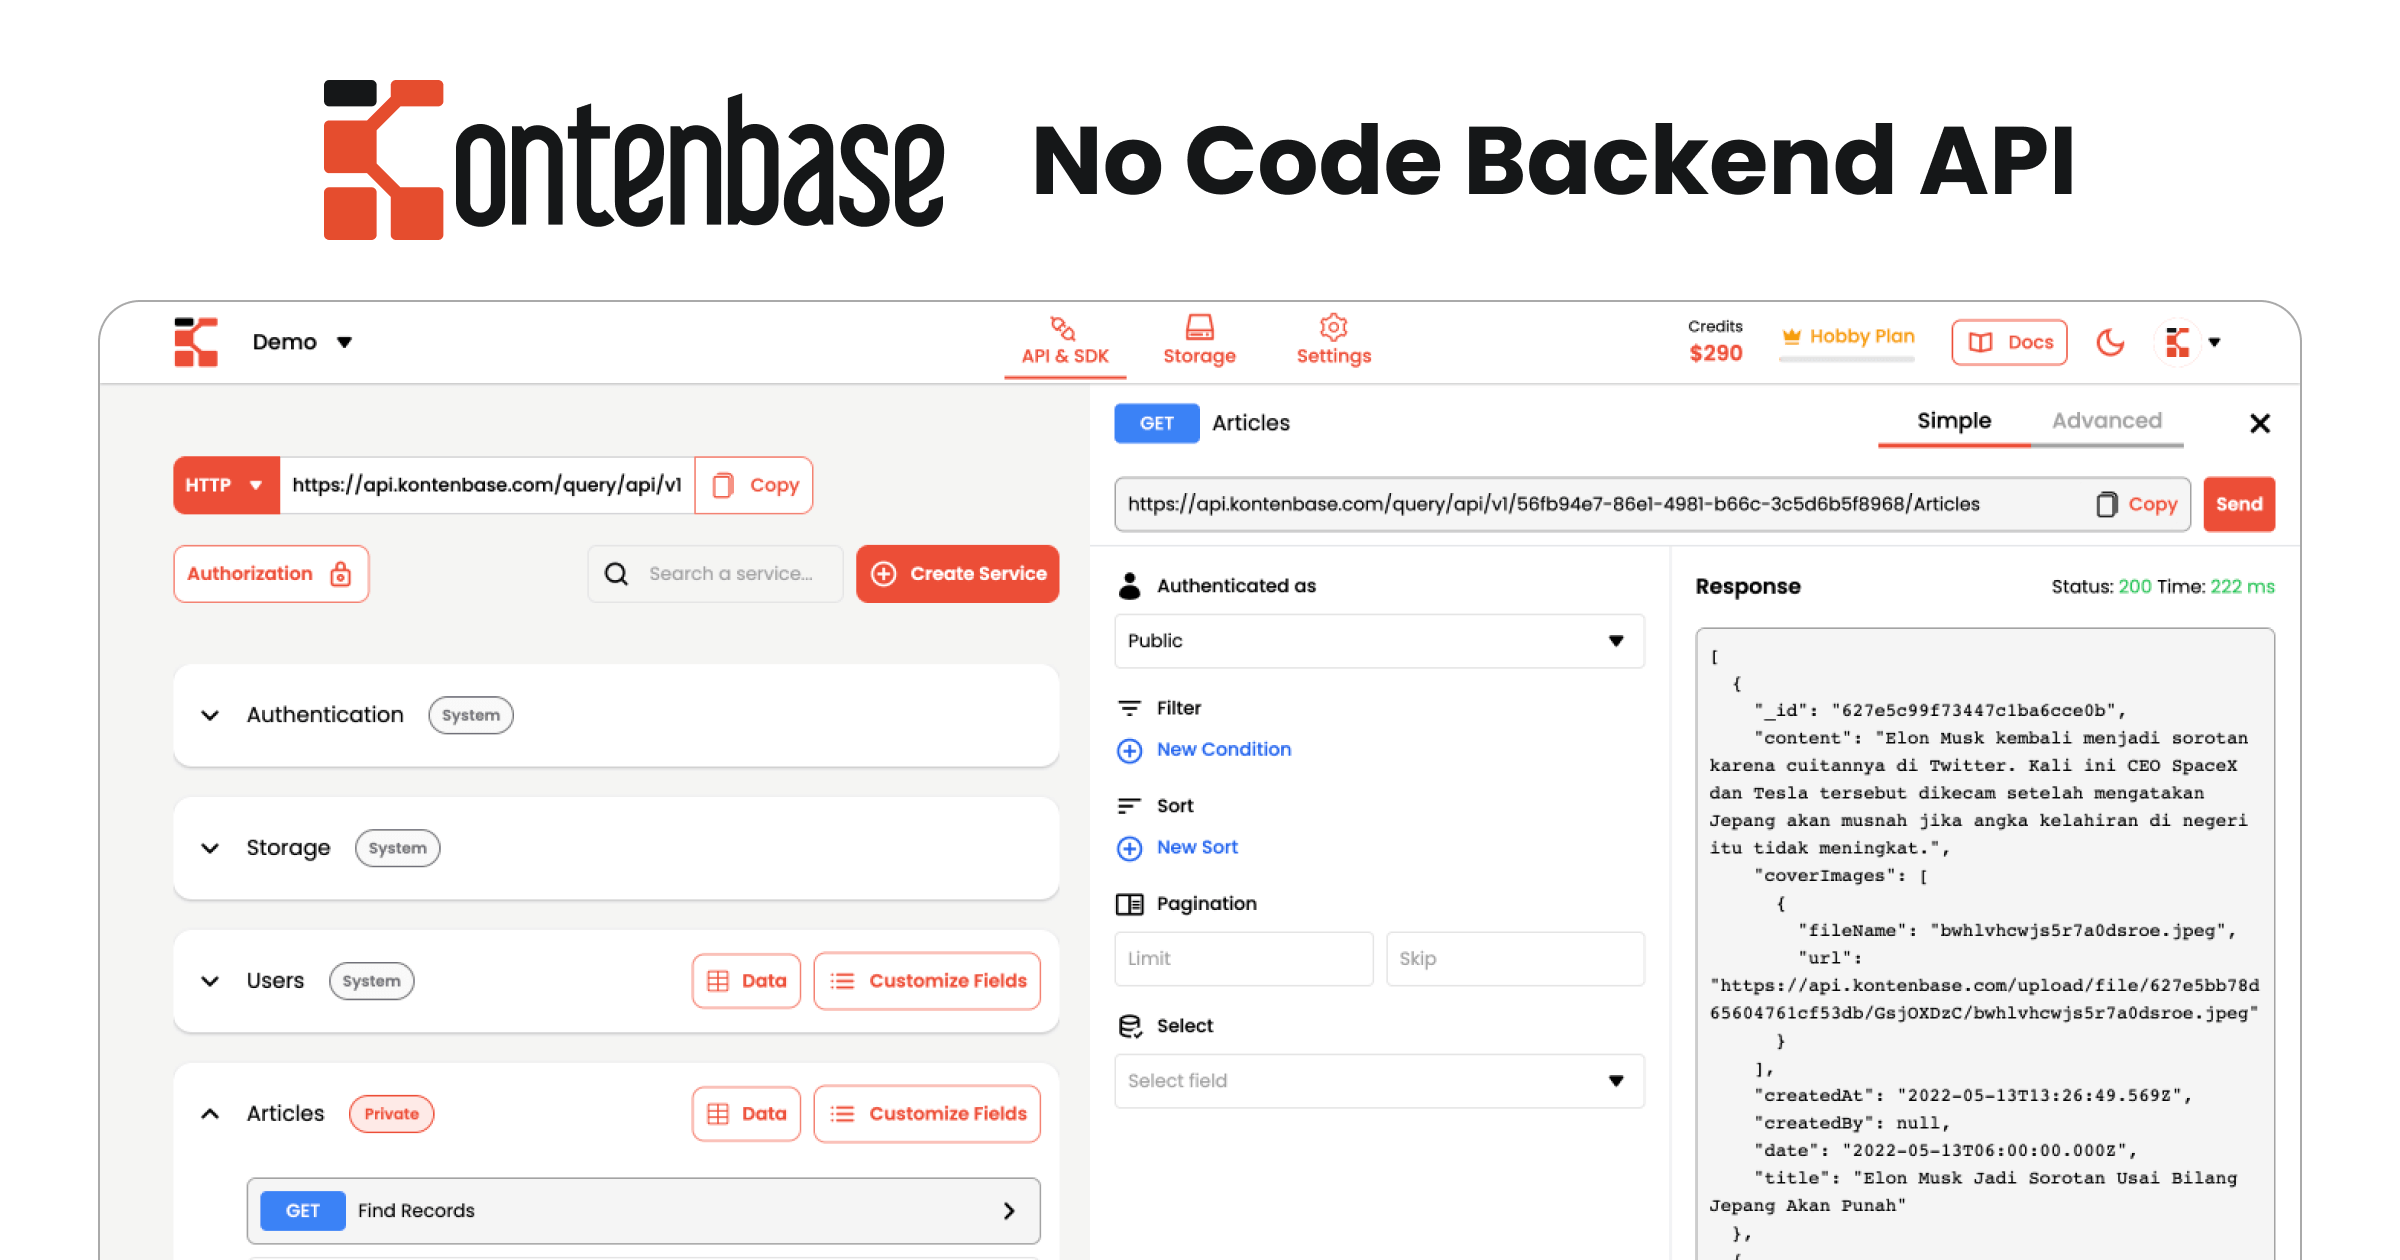 Kontenbase
No Code Backend API
Demo
API & SDK
Storage
Settings
Credits
$290
Hobby Plan
Docs
HTTP
https://api.kontenbase.com/query/api/v1
Copy
Authorization
Search a service...
Create Service
Authentication
System
Storage
System
Users
System
Data
Customize Fields
Articles
Private
Data
Customize Fields
GET
Find Records
GET
Articles
Simple
Advanced
https://api.kontenbase.com/query/api/v1/56fb94e7-86e1-4981-b66c-3c5d6b5f8968/Articles
Copy
Send
Authenticated as
Public
Filter
New Condition
Sort
New Sort
Pagination
Limit
Skip
Select
Select field
Response
Status: 200 Time: 222 ms
[
{
"_id": "627e5c99f73447c1ba6cce0b",
"content": "Elon Musk kembali menjadi sorotan
karena cuitannya di Twitter. Kali ini CEO SpaceX
dan Tesla tersebut dikecam setelah mengatakan
Jepang akan musnah jika angka kelahiran di negeri
itu tidak meningkat.",
"coverImages": [
{
"fileName": "bwhlvhcwjs5r7a0dsroe.jpeg",
"url":
"https://api.kontenbase.com/upload/file/627e5bb78d
65604761cf53db/GsjOXDzC/bwhlvhcwjs5r7a0dsroe.jpeg"
}
],
"createdAt": "2022-05-13T13:26:49.569Z",
"createdBy": null,
"date": "2022-05-13T06:00:00.000Z",
"title": "Elon Musk Jadi Sorotan Usai Bilang
Jepang Akan Punah"
},
{